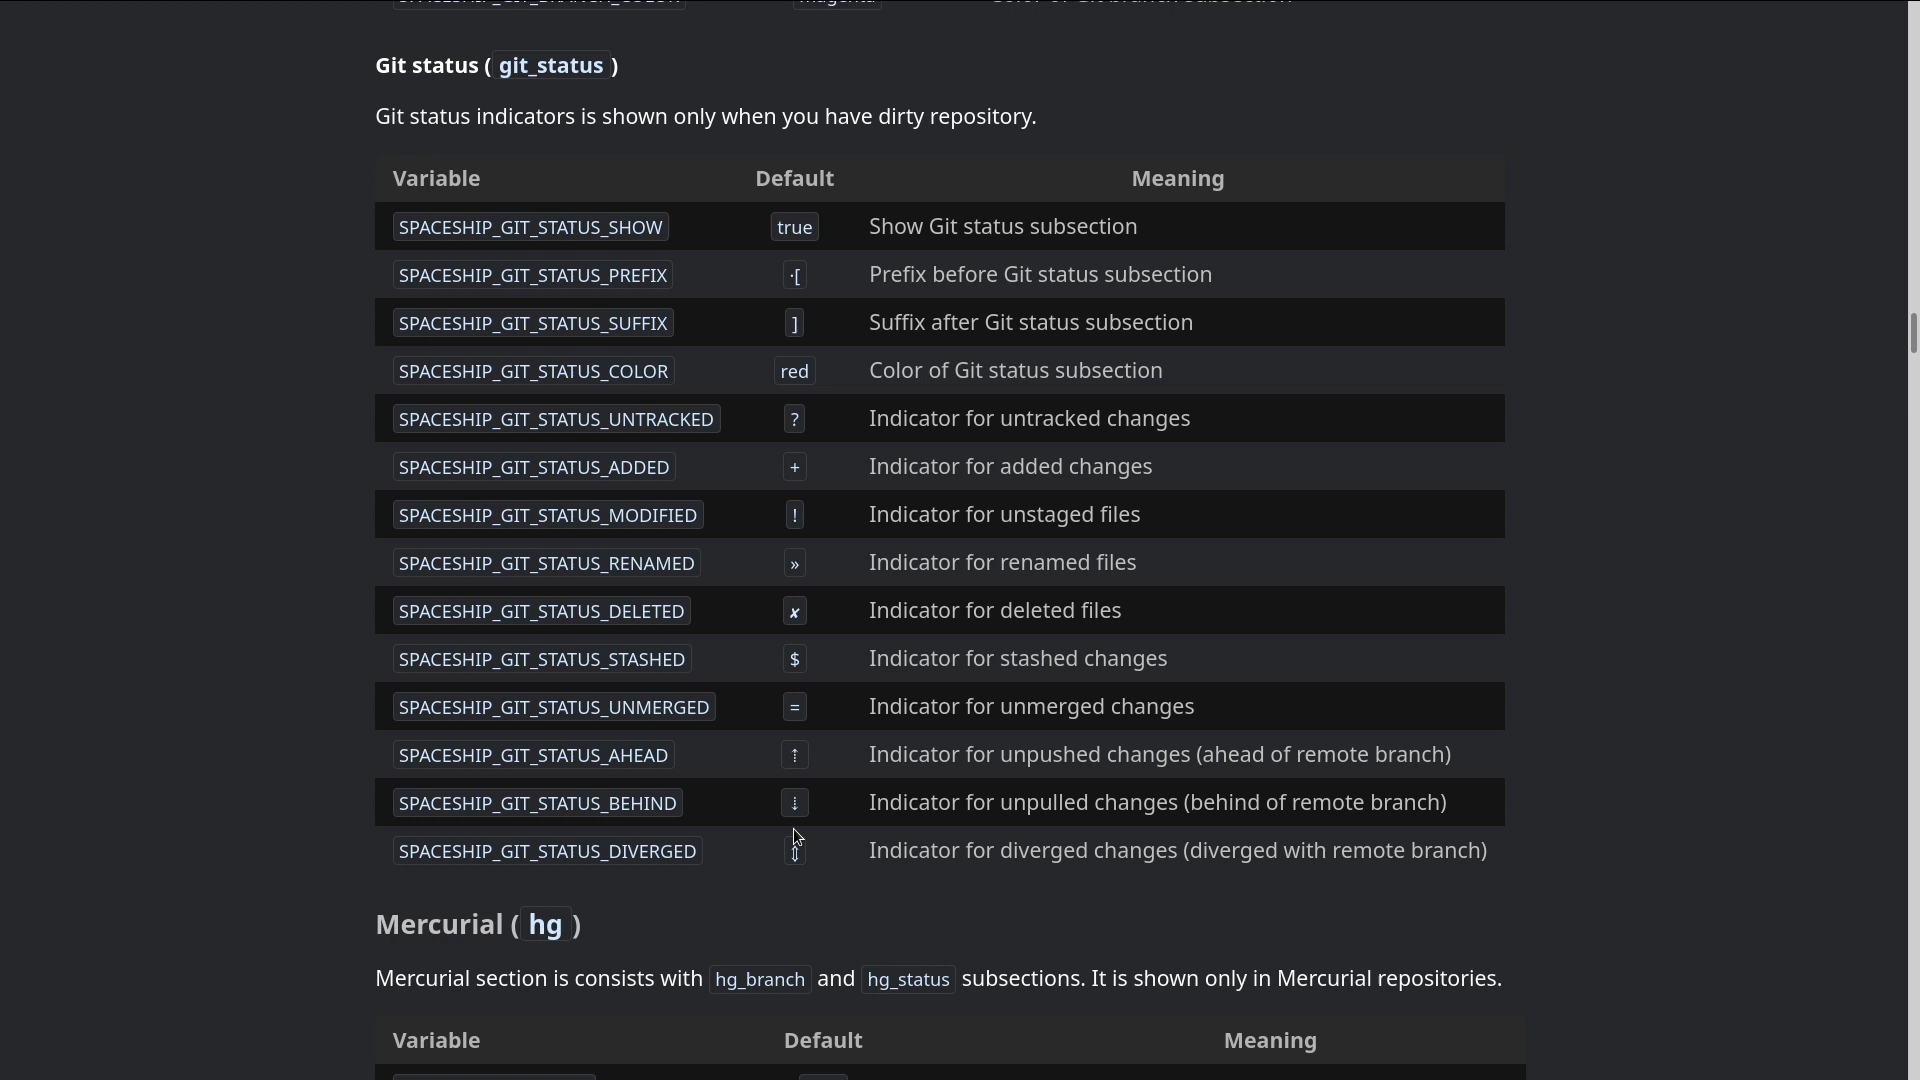 Git status ( git_status )
Git status indicators is shown only when you have dirty repository.
Variable Default Meaning
SPACESHIP_GIT_STATUS_SHOW true Show Git status subsection
SPACESHIP_GIT_STATUS_PREFIX ·[ Prefix before Git status subsection
SPACESHIP_GIT_STATUS_SUFFIX ] Suffix after Git status subsection
SPACESHIP_GIT_STATUS_COLOR red Color of Git status subsection
SPACESHIP_GIT_STATUS_UNTRACKED ? Indicator for untracked changes
SPACESHIP_GIT_STATUS_ADDED + Indicator for added changes
SPACESHIP_GIT_STATUS_MODIFIED ! Indicator for unstaged files
SPACESHIP_GIT_STATUS_RENAMED » Indicator for renamed files
SPACESHIP_GIT_STATUS_DELETED ✘ Indicator for deleted files
SPACESHIP_GIT_STATUS_STASHED $ Indicator for stashed changes
SPACESHIP_GIT_STATUS_UNMERGED = Indicator for unmerged changes
SPACESHIP_GIT_STATUS_AHEAD ⇡ Indicator for unpushed changes (ahead of remote branch)
SPACESHIP_GIT_STATUS_BEHIND ⇣ Indicator for unpulled changes (behind of remote branch)
SPACESHIP_GIT_STATUS_DIVERGED ⇕ Indicator for diverged changes (diverged with remote branch)
Mercurial ( hg )
Mercurial section is consists with hg_branch and hg_status subsections. It is shown only in Mercurial repositories.
Variable Default Meaning